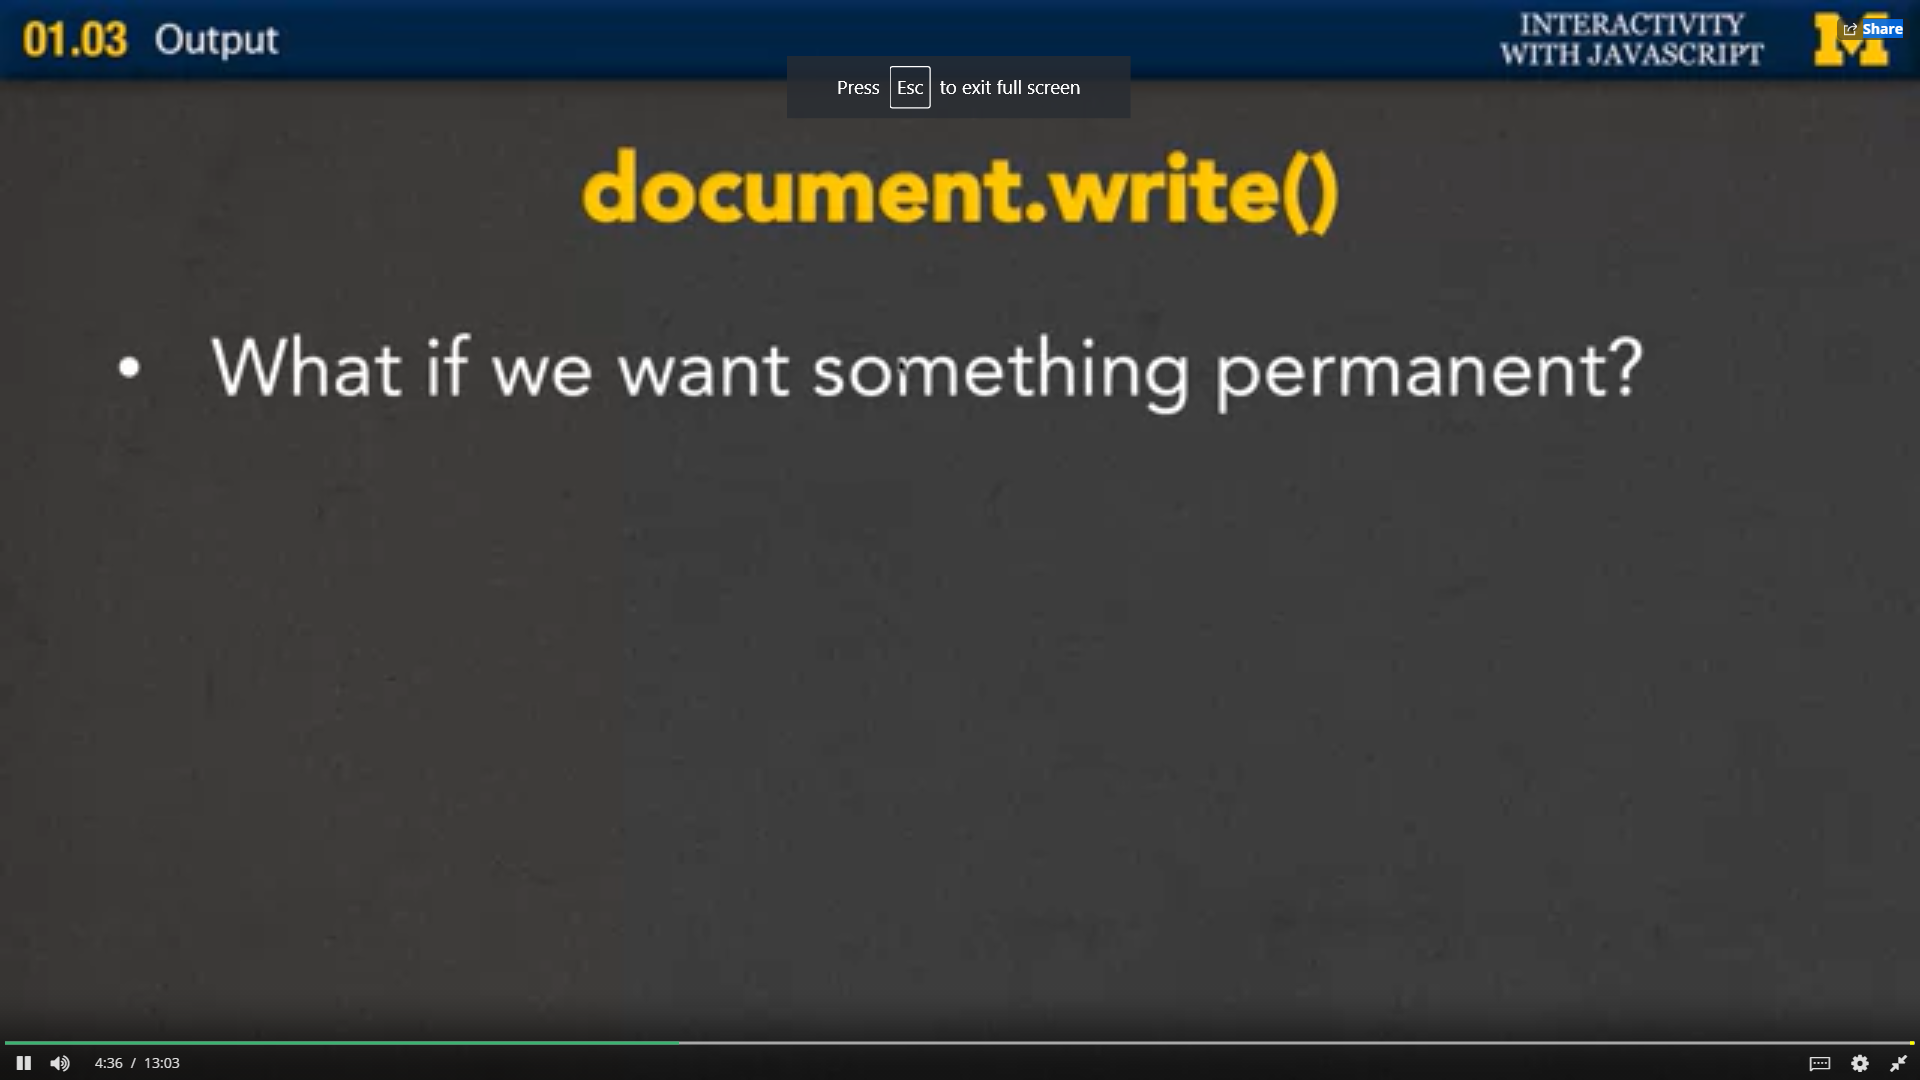 01.03 Output
INTERACTIVITY
WITH JAVASCRIPT
M
Share
Press Esc to exit full screen
document.write()
• What if we want something permanent?
4:36 / 13:03